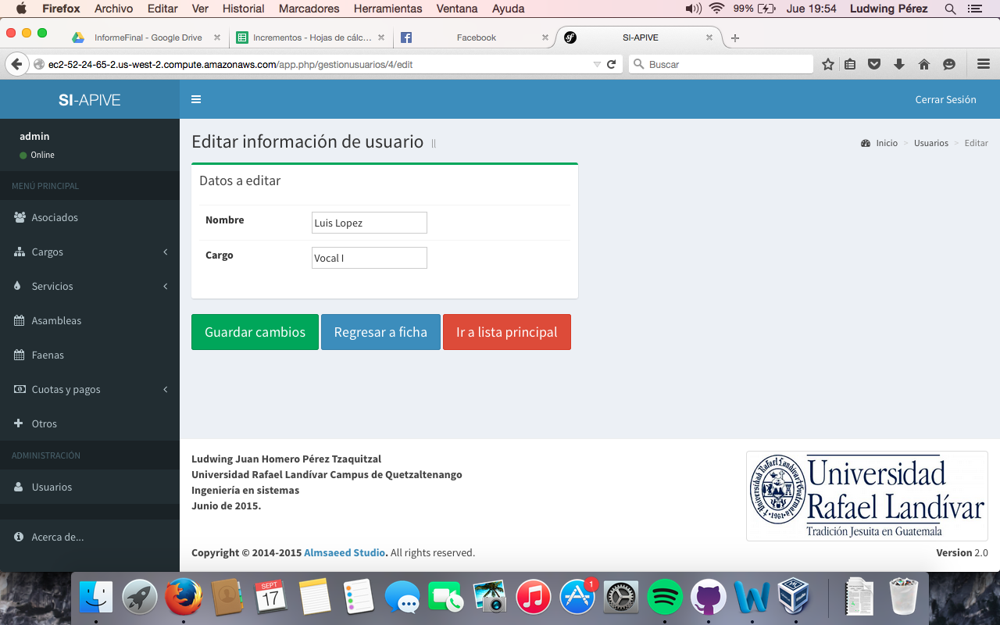 Firefox Archivo Editar Ver Historial Marcadores Herramientas Ventana Ayuda 99% Jue 19:54 Ludwing Pérez
InformeFinal - Google Drive
Incrementos - Hojas de cálc...
Facebook
SI-APIVE
ec2-52-24-65-2.us-west-2.compute.amazonaws.com/app.php/gestionusuarios/4/edit
Buscar
SI-APIVE
Cerrar Sesión
admin
Online
MENÚ PRINCIPAL
Asociados
Cargos
Servicios
Asambleas
Faenas
Cuotas y pagos
Otros
ADMINISTRACIÓN
Usuarios
Acerca de...
Editar información de usuario ||
Inicio > Usuarios > Editar
Datos a editar
Nombre Luis Lopez
Cargo Vocal I
Guardar cambios Regresar a ficha Ir a lista principal
Ludwing Juan Homero Pérez Tzaquitzal
Universidad Rafael Landívar Campus de Quetzaltenango
Ingeniería en sistemas
Junio de 2015.
Universidad
Rafael Landívar
Tradición Jesuita en Guatemala
Copyright © 2014-2015 Almsaeed Studio. All rights reserved.
Version 2.0
SEPT
17
1